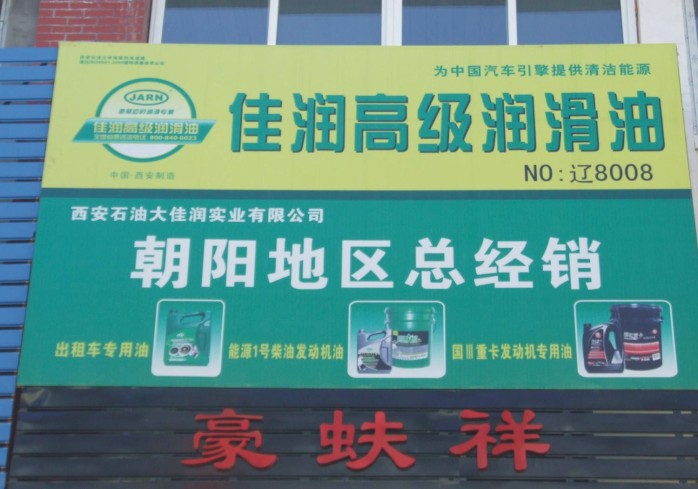 为中国汽车引擎提供清洁能源
JARN
佳润高级润滑油
中国·西安制造
佳润高级润滑油
NO:辽8008
西安石油大佳润实业有限公司
朝阳地区总经销
出租车专用油
能源1号柴油发动机油
国III重卡发动机专用油
豪蚨祥